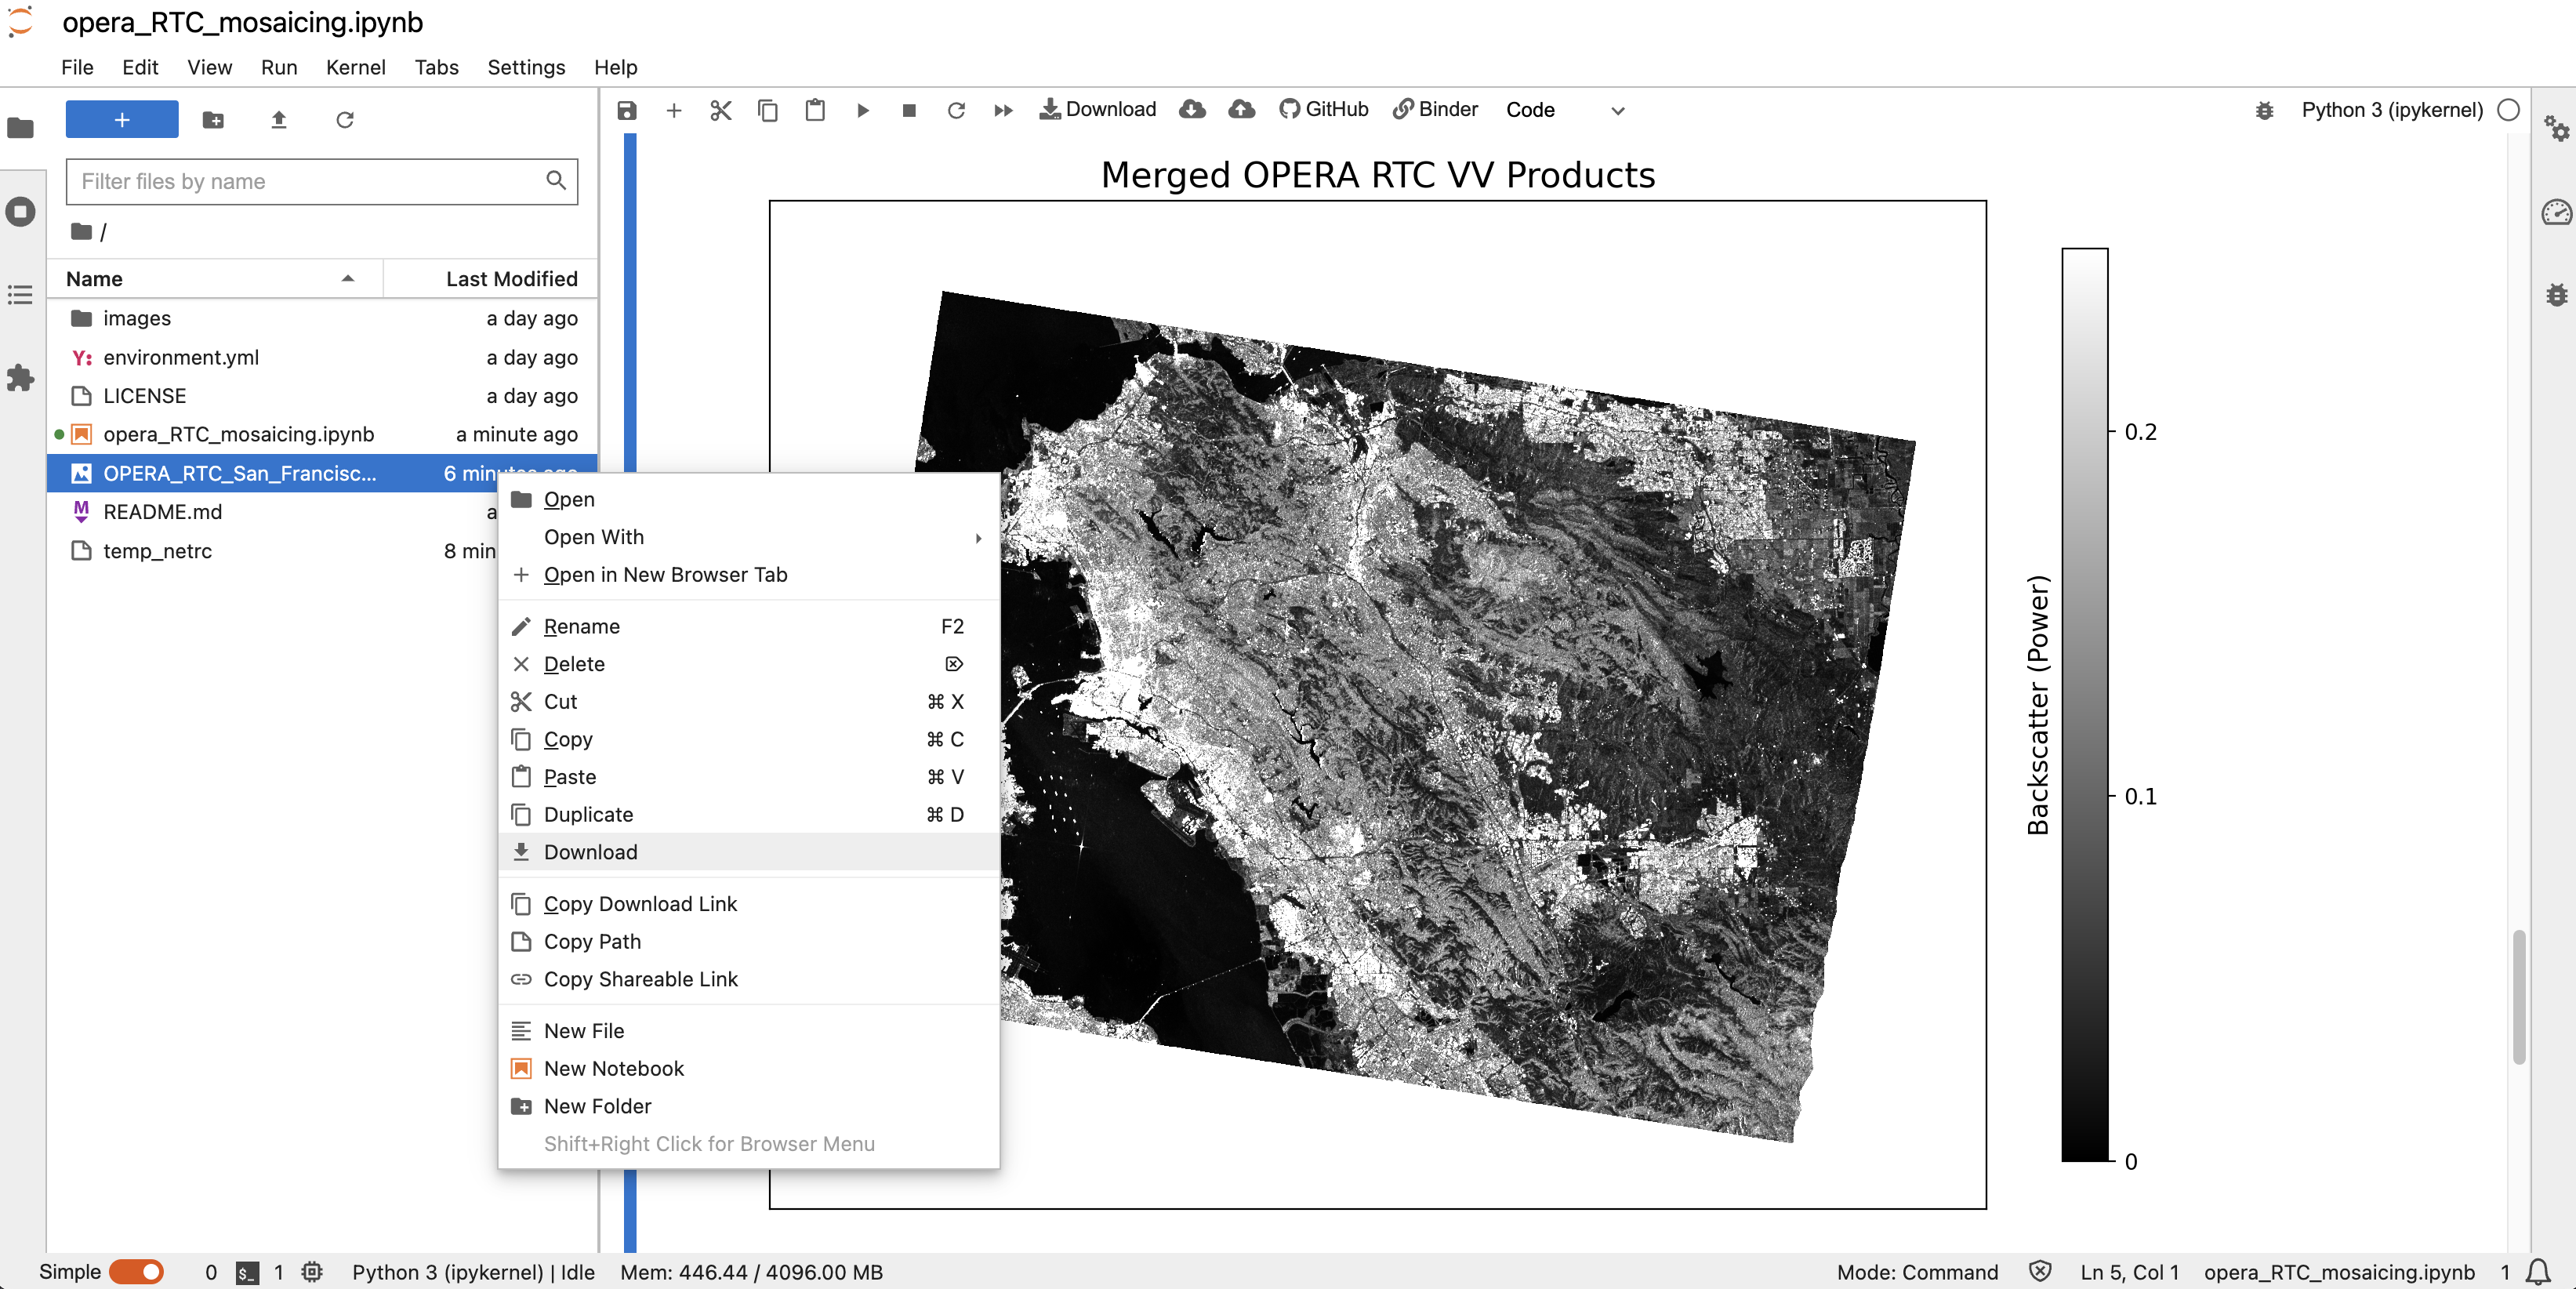 opera_RTC_mosaicing.ipynb
File Edit View Run Kernel Tabs Settings Help
Download GitHub Binder Code Python 3 (ipykernel)
Filter files by name
/
Name Last Modified
images a day ago
environment.yml a day ago
LICENSE a day ago
opera_RTC_mosaicing.ipynb a minute ago
OPERA_RTC_San_Francisc... 6 minutes ago
README.md a
temp_netrc 8 min
Open
Open With
Open in New Browser Tab
Rename F2
Delete
Cut ⌘ X
Copy ⌘ C
Paste ⌘ V
Duplicate ⌘ D
Download
Copy Download Link
Copy Path
Copy Shareable Link
New File
New Notebook
New Folder
Shift+Right Click for Browser Menu
Merged OPERA RTC VV Products
0.2
0.1
0
Backscatter (Power)
Simple 0 $_ 1 Python 3 (ipykernel) | Idle Mem: 446.44 / 4096.00 MB Mode: Command Ln 5, Col 1 opera_RTC_mosaicing.ipynb 1